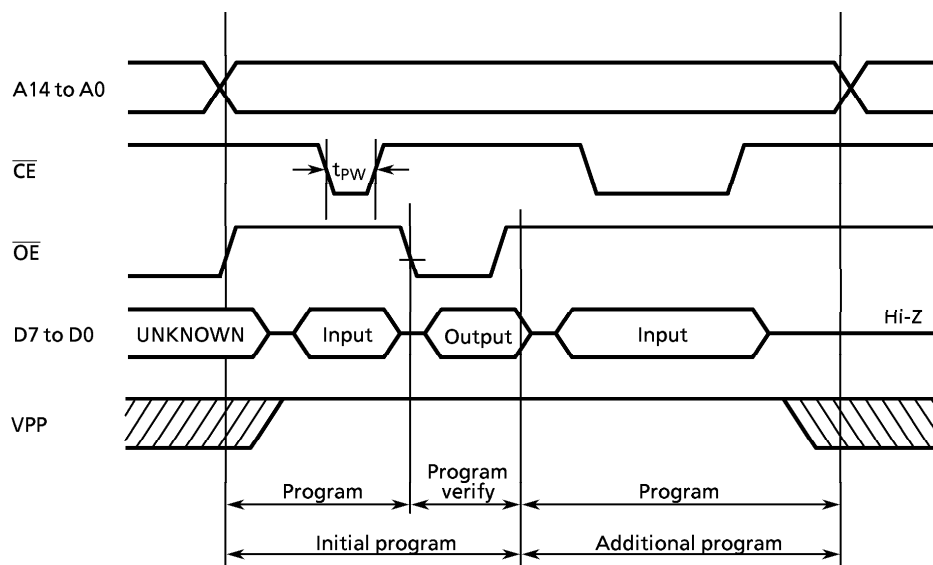 A14 to A0
CE
tPW
OE
D7 to D0
UNKNOWN
Input
Output
Input
Hi-Z
VPP
Program
Program
verify
Program
Initial program
Additional program